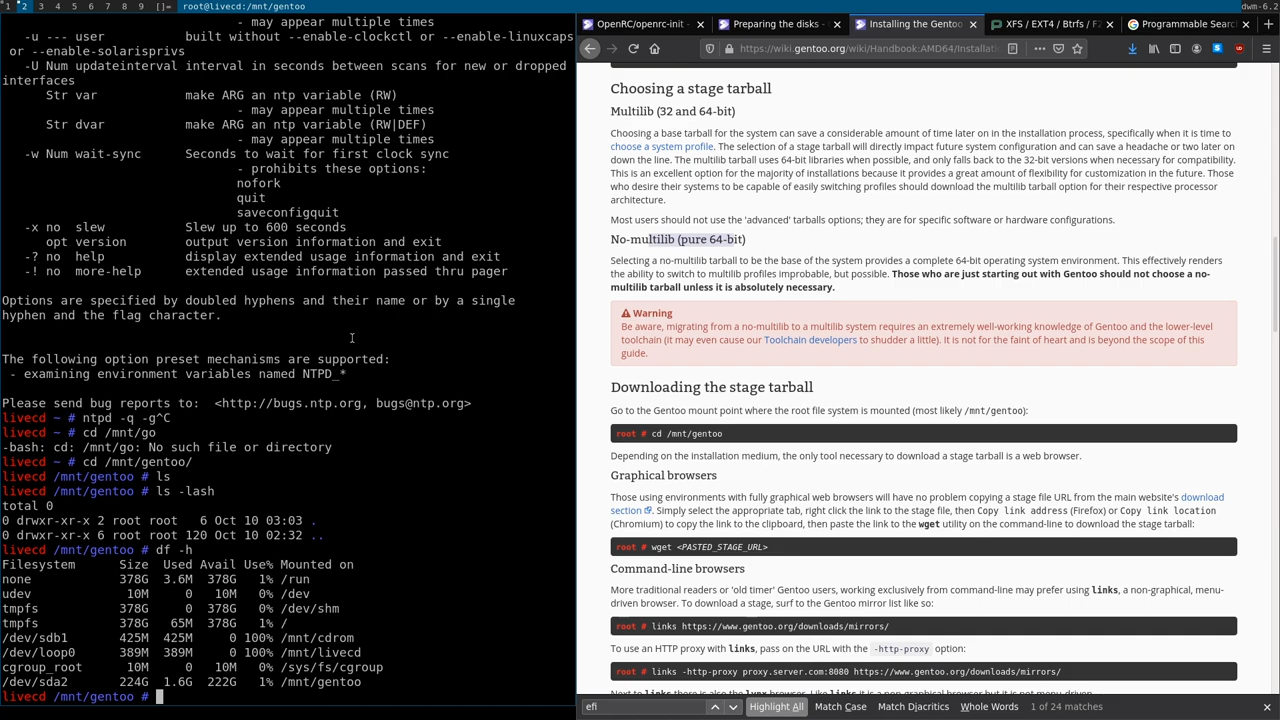 1 2 3 4 5 6 7 8 9 []= root@livecd:/mnt/gentoo dwm-6.2
- may appear multiple times
-u --- user built without --enable-clockctl or --enable-linuxcaps
or --enable-solarisprivs
-U Num updateinterval interval in seconds between scans for new or dropped
interfaces
Str var make ARG an ntp variable (RW)
- may appear multiple times
Str dvar make ARG an ntp variable (RW|DEF)
- may appear multiple times
-w Num wait-sync Seconds to wait for first clock sync
- prohibits these options:
nofork
quit
saveconfigquit
-x no slew Slew up to 600 seconds
opt version output version information and exit
-? no help display extended usage information and exit
-! no more-help extended usage information passed thru pager
Options are specified by doubled hyphens and their name or by a single
hyphen and the flag character.
The following option preset mechanisms are supported:
- examining environment variables named NTPD_*
Please send bug reports to: <http://bugs.ntp.org, bugs@ntp.org>
livecd ~ # ntpd -q -g^C
livecd ~ # cd /mnt/go
-bash: cd: /mnt/go: No such file or directory
livecd ~ # cd /mnt/gentoo/
livecd /mnt/gentoo # ls
livecd /mnt/gentoo # ls -lash
total 0
0 drwxr-xr-x 2 root root 6 Oct 10 03:03 .
0 drwxr-xr-x 6 root root 120 Oct 10 02:32 ..
livecd /mnt/gentoo # df -h
Filesystem Size Used Avail Use% Mounted on
none 378G 3.6M 378G 1% /run
udev 10M 0 10M 0% /dev
tmpfs 378G 0 378G 0% /dev/shm
tmpfs 378G 65M 378G 1% /
/dev/sdb1 425M 425M 0 100% /mnt/cdrom
/dev/loop0 389M 389M 0 100% /mnt/livecd
cgroup_root 10M 0 10M 0% /sys/fs/cgroup
/dev/sda2 224G 1.6G 222G 1% /mnt/gentoo
livecd /mnt/gentoo #
OpenRC/openrc-init - Preparing the disks - Installing the Gentoo XFS / EXT4 / Btrfs / F2 Programmable Sear
https://wiki.gentoo.org/wiki/Handbook:AMD64/Installati
Choosing a stage tarball
Multilib (32 and 64-bit)
Choosing a base tarball for the system can save a considerable amount of time later on in the installation process, specifically when it is time to
choose a system profile. The selection of a stage tarball will directly impact future system configuration and can save a headache or two later on
down the line. The multilib tarball uses 64-bit libraries when possible, and only falls back to the 32-bit versions when necessary for compatibility.
This is an excellent option for the majority of installations because it provides a great amount of flexibility for customization in the future. Those
who desire their systems to be capable of easily switching profiles should download the multilib tarball option for their respective processor
architecture.
Most users should not use the 'advanced' tarballs options; they are for specific software or hardware configurations.
No-multilib (pure 64-bit)
Selecting a no-multilib tarball to be the base of the system provides a complete 64-bit operating system environment. This effectively renders
the ability to switch to multilib profiles improbable, but possible. Those who are just starting out with Gentoo should not choose a no-
multilib tarball unless it is absolutely necessary.
Warning
Be aware, migrating from a no-multilib to a multilib system requires an extremely well-working knowledge of Gentoo and the lower-level
toolchain (it may even cause our Toolchain developers to shudder a little). It is not for the faint of heart and is beyond the scope of this
guide.
Downloading the stage tarball
Go to the Gentoo mount point where the root file system is mounted (most likely /mnt/gentoo):
root # cd /mnt/gentoo
Depending on the installation medium, the only tool necessary to download a stage tarball is a web browser.
Graphical browsers
Those using environments with fully graphical web browsers will have no problem copying a stage file URL from the main website's download
section. Simply select the appropriate tab, right click the link to the stage file, then Copy link address (Firefox) or Copy link location
(Chromium) to copy the link to the clipboard, then paste the link to the wget utility on the command-line to download the stage tarball:
root # wget <PASTED_STAGE_URL>
Command-line browsers
More traditional readers or 'old timer' Gentoo users, working exclusively from command-line may prefer using links, a non-graphical, menu-
driven browser. To download a stage, surf to the Gentoo mirror list like so:
root # links https://www.gentoo.org/downloads/mirrors/
To use an HTTP proxy with links, pass on the URL with the -http-proxy option:
root # links -http-proxy proxy.server.com:8080 https://www.gentoo.org/downloads/mirrors/
Next to links there is also the lynx browser. Like links it is a non-graphical browser but it is not menu-driven.
efi Highlight All Match Case Match Diacritics Whole Words 1 of 24 matches